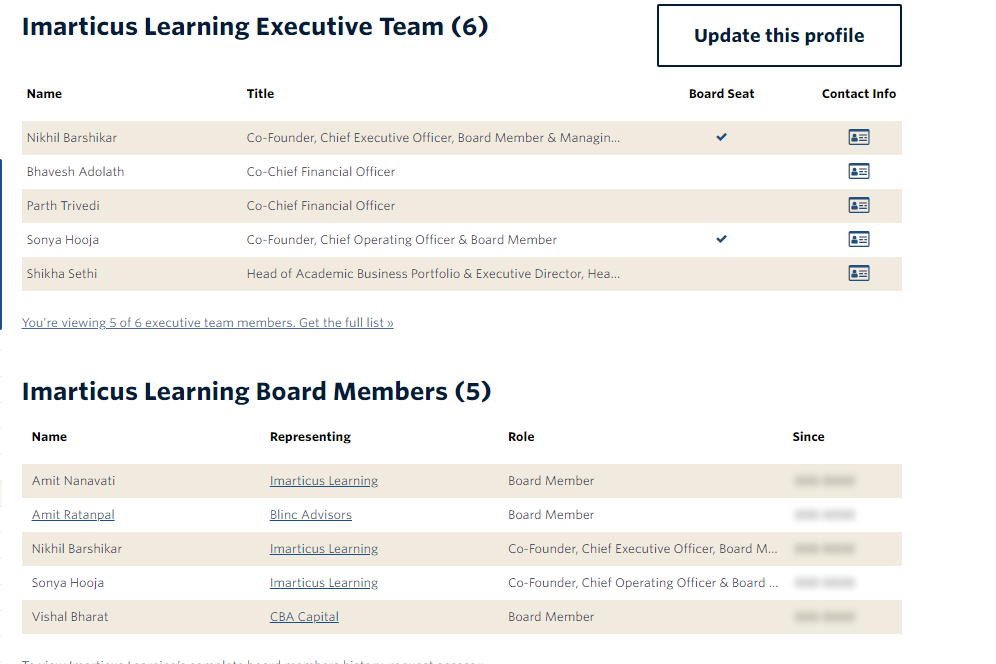 Imarticus Learning Executive Team (6)
Update this profile
Name Title Board Seat Contact Info
Nikhil Barshikar Co-Founder, Chief Executive Officer, Board Member & Managin...
Bhavesh Adolath Co-Chief Financial Officer
Parth Trivedi Co-Chief Financial Officer
Sonya Hooja Co-Founder, Chief Operating Officer & Board Member
Shikha Sethi Head of Academic Business Portfolio & Executive Director, Hea...
You're viewing 5 of 6 executive team members. Get the full list »
Imarticus Learning Board Members (5)
Name Representing Role Since
Amit Nanavati Imarticus Learning Board Member
Amit Ratanpal Blinc Advisors Board Member
Nikhil Barshikar Imarticus Learning Co-Founder, Chief Executive Officer, Board M...
Sonya Hooja Imarticus Learning Co-Founder, Chief Operating Officer & Board ...
Vishal Bharat CBA Capital Board Member